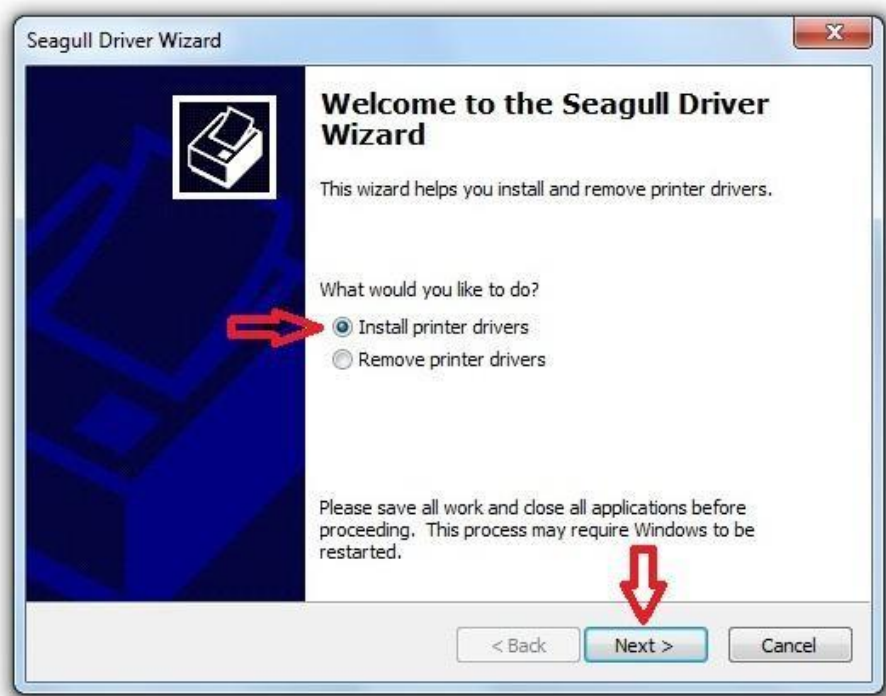 Seagull Driver Wizard
Welcome to the Seagull Driver
Wizard
This wizard helps you install and remove printer drivers.
What would you like to do?
Install printer drivers
Remove printer drivers
Please save all work and close all applications before
proceeding. This process may require Windows to be
restarted.
< Back Next > Cancel